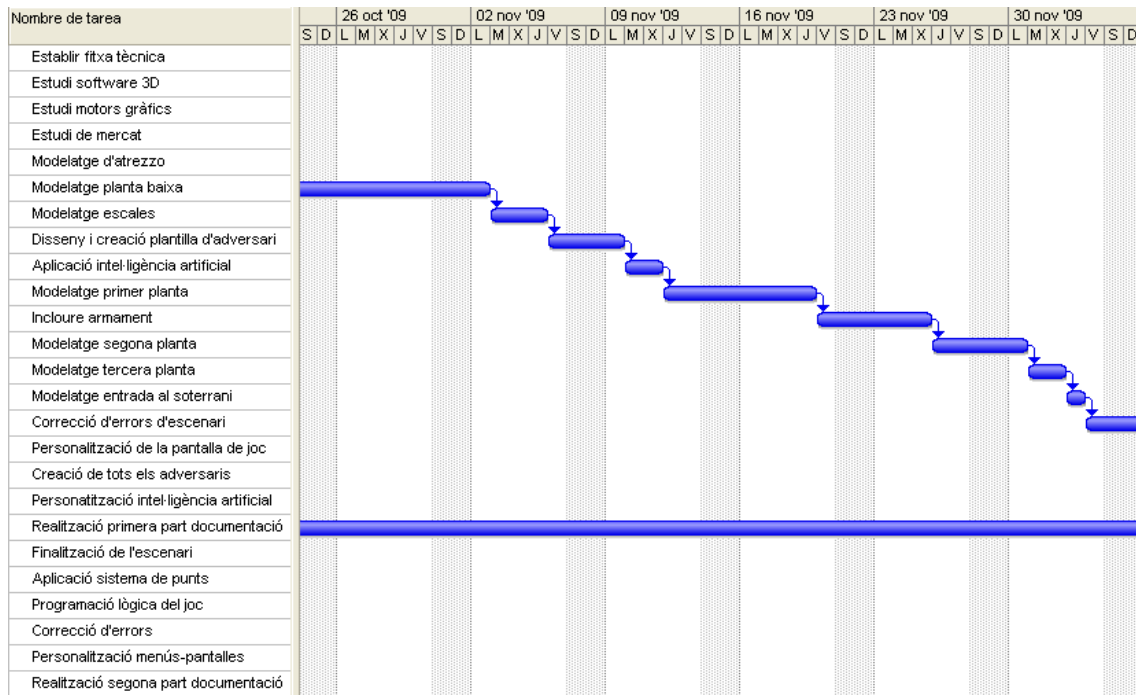 Nombre de tarea
26 oct '09 02 nov '09 09 nov '09 16 nov '09 23 nov '09 30 nov '09
S D L M X J V S D L M X J V S D L M X J V S D L M X J V S D L M X J V S D L M X J V S D
Establir fitxa tècnica
Estudi software 3D
Estudi motors gràfics
Estudi de mercat
Modelatge d'atrezzo
Modelatge planta baixa
Modelatge escales
Disseny i creació plantilla d'adversari
Aplicació intel·ligència artificial
Modelatge primer planta
Incloure armament
Modelatge segona planta
Modelatge tercera planta
Modelatge entrada al soterrani
Correcció d'errors d'escenari
Personalització de la pantalla de joc
Creació de tots els adversaris
Personatització intel·ligència artificial
Realització primera part documentació
Finalització de l'escenari
Aplicació sistema de punts
Programació lògica del joc
Correcció d'errors
Personalització menús-pantalles
Realització segona part documentació